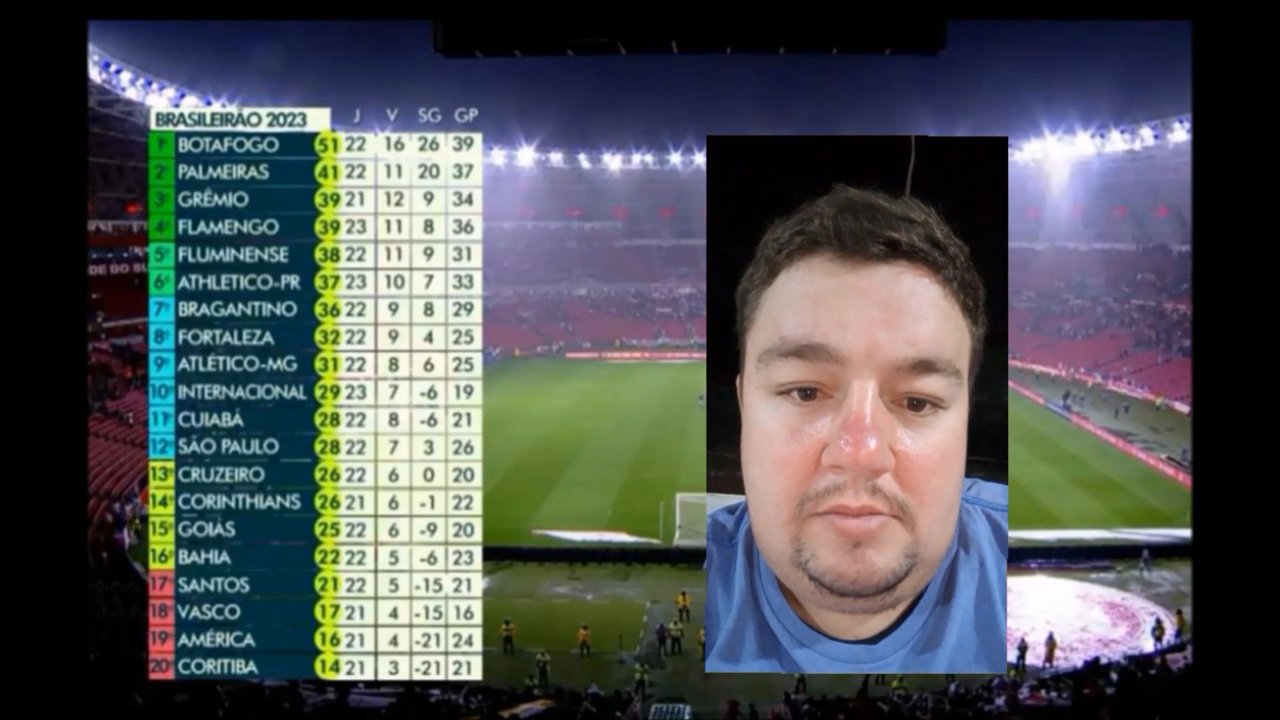 BRASILEIRÃO 2023 J V SG GP
1º BOTAFOGO 51 22 16 26 39
2º PALMEIRAS 41 22 11 20 37
3º GRÊMIO 39 21 12 9 34
4º FLAMENGO 39 23 11 8 36
5º FLUMINENSE 38 22 11 9 31
6º ATHLETICO-PR 37 23 10 7 33
7º BRAGANTINO 36 22 9 8 29
8º FORTALEZA 32 22 9 4 25
9º ATLÉTICO-MG 31 22 8 6 25
10º INTERNACIONAL 29 23 7 -6 19
11º CUIABÁ 28 22 8 -6 21
12º SÃO PAULO 28 22 7 3 26
13º CRUZEIRO 26 22 6 0 20
14º CORINTHIANS 26 21 6 -1 22
15º GOIÁS 25 22 6 -9 20
16º BAHIA 22 22 5 -6 23
17º SANTOS 21 22 5 -15 21
18º VASCO 17 21 4 -15 16
19º AMÉRICA 16 21 4 -21 24
20º CORITIBA 14 21 3 -21 21
DE DO SU